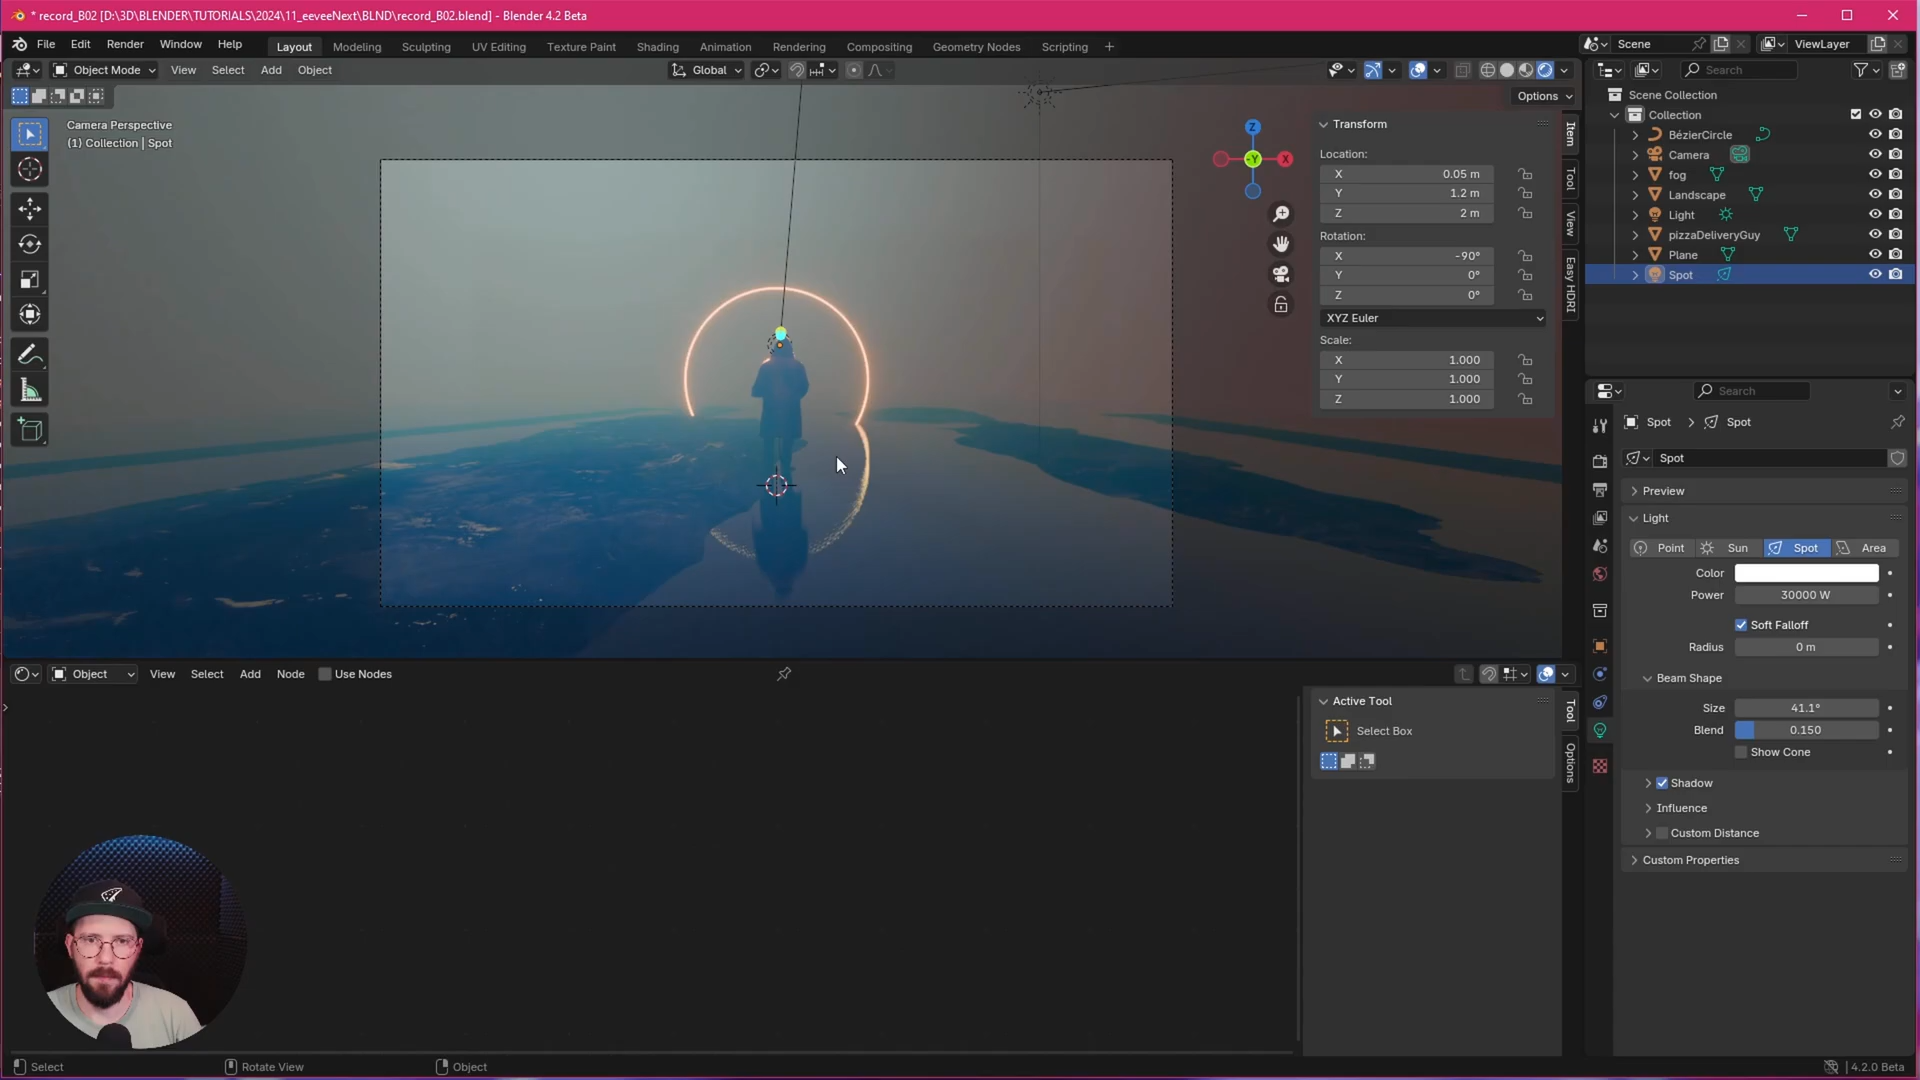 * record_B02 [D:\3D\BLENDER\TUTORIALS\2024\11_eeveeNext\BLND\record_B02.blend] - Blender 4.2 Beta
File Edit Render Window Help Layout Modeling Sculpting UV Editing Texture Paint Shading Animation Rendering Compositing Geometry Nodes Scripting + Scene ViewLayer
Object Mode View Select Add Object Global Search
Options
Camera Perspective
(1) Collection | Spot
Z
-Y
X
Transform
Location:
X 0.05 m
Y 1.2 m
Z 2 m
Rotation:
X -90°
Y 0°
Z 0°
XYZ Euler
Scale:
X 1.000
Y 1.000
Z 1.000
Item
Tool
View
Easy HDRI
Scene Collection
Collection
BézierCircle
Camera
fog
Landscape
Light
pizzaDeliveryGuy
Plane
Spot
Search
Spot Spot
Spot
Preview
Light
Point Sun Spot Area
Color
Power 30000 W
Soft Falloff
Radius 0 m
Beam Shape
Size 41.1°
Blend 0.150
Show Cone
Shadow
Influence
Custom Distance
Custom Properties
Object View Select Add Node Use Nodes
Active Tool
Select Box
Tool
Options
Select Rotate View Object 4.2.0 Beta